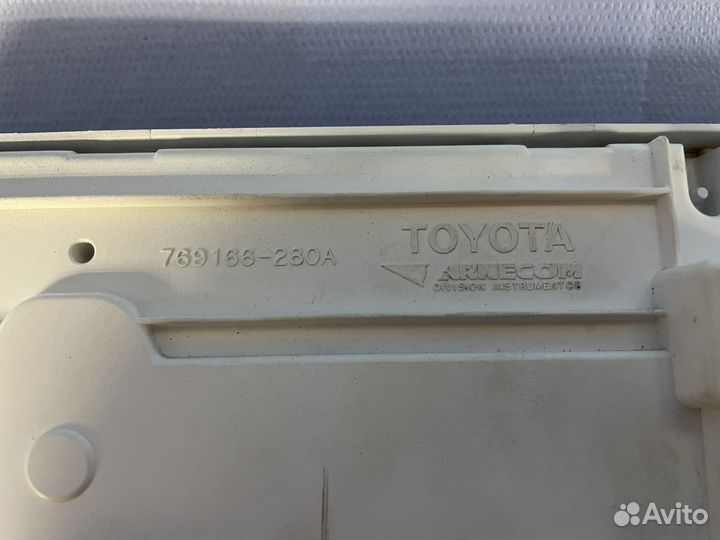 769166-280A
TOYOTA
ARNECOM
DIVISION INSTRUMENTOS
Avito